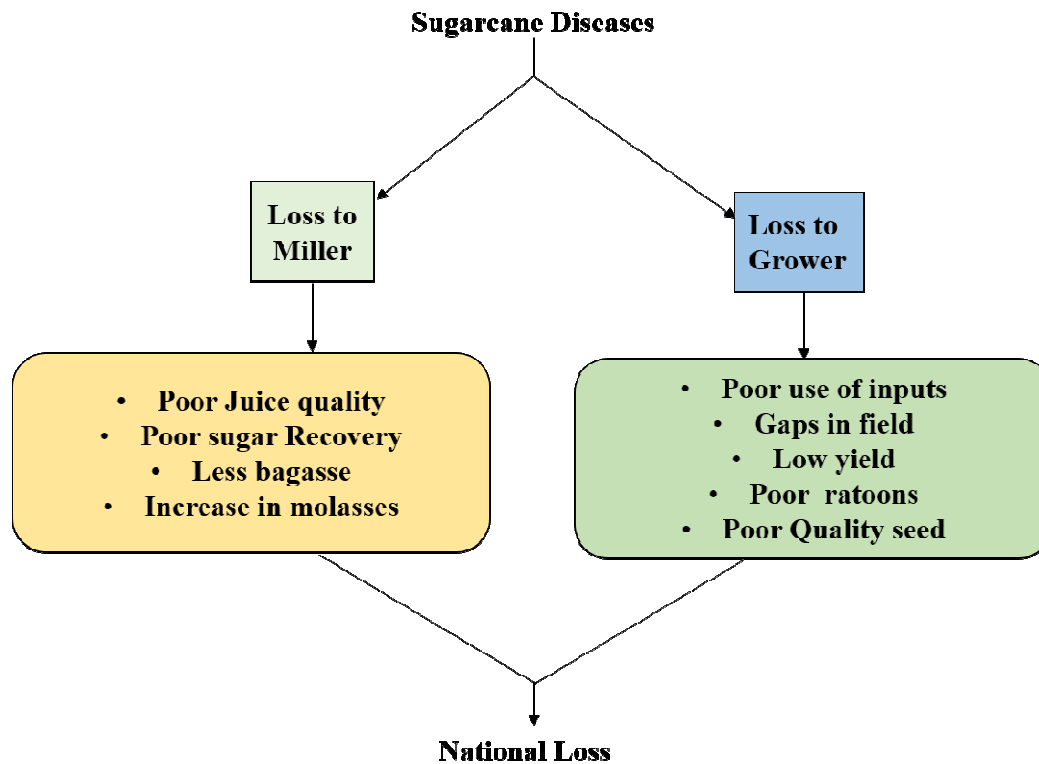 Sugarcane Diseases
Loss to
Miller
Loss to
Grower
• Poor Juice quality
• Poor sugar Recovery
• Less bagasse
• Increase in molasses
• Poor use of inputs
• Gaps in field
• Low yield
• Poor ratoons
• Poor Quality seed
National Loss